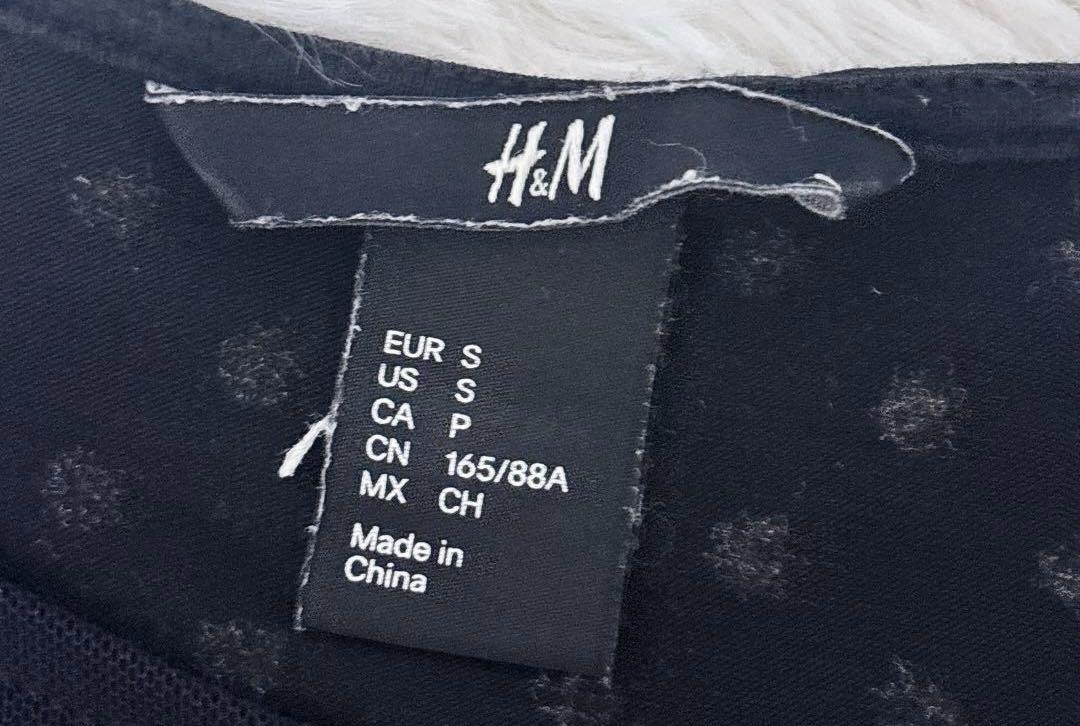 H&M
EUR S
US S
CA P
CN 165/88A
MX CH
Made in
China